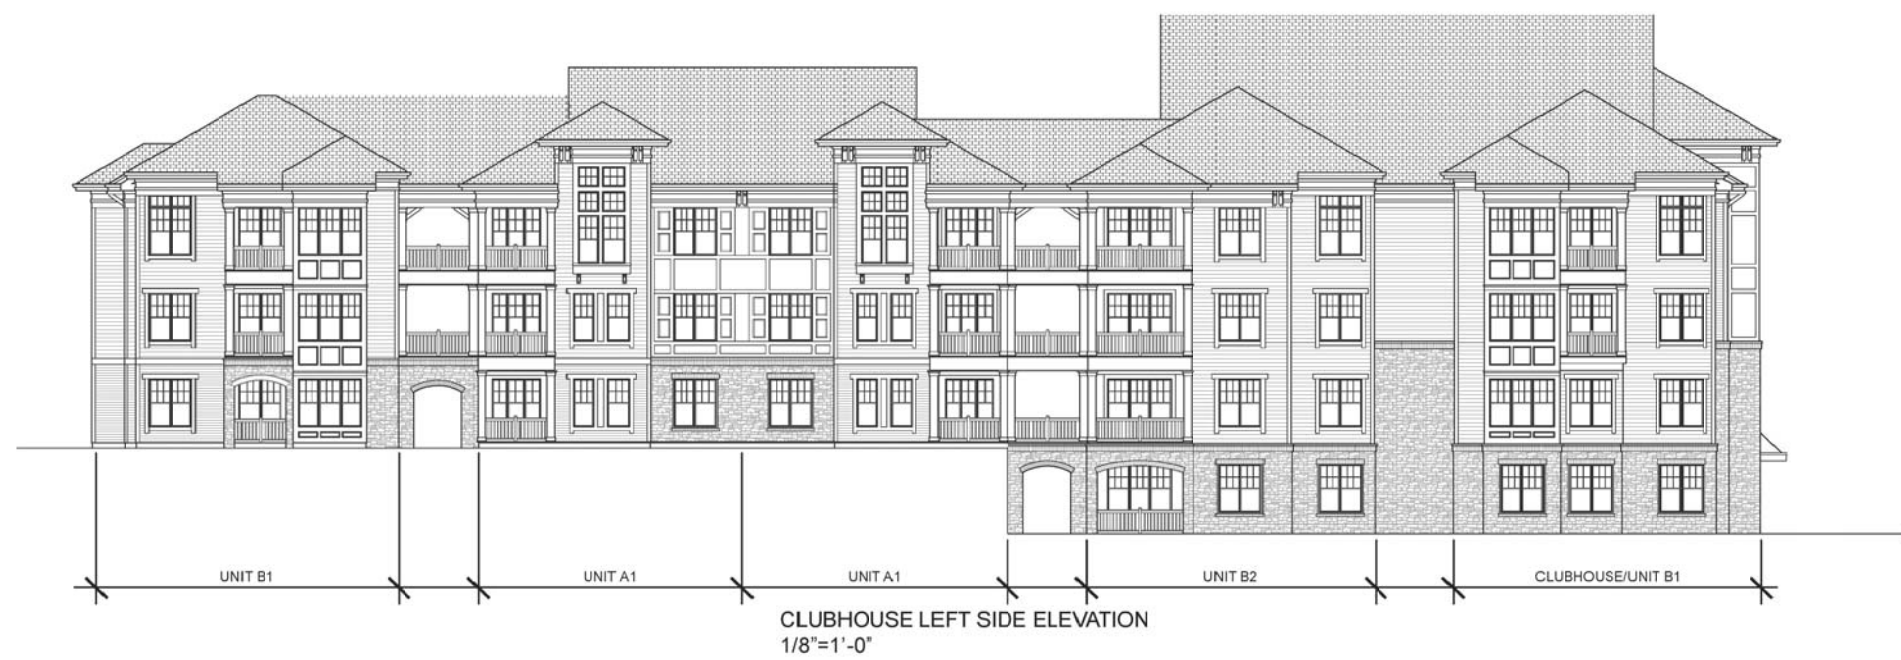 UNIT B1
UNIT A1
UNIT A1
UNIT B2
CLUBHOUSE/UNIT B1
CLUBHOUSE LEFT SIDE ELEVATION
1/8"=1'-0"